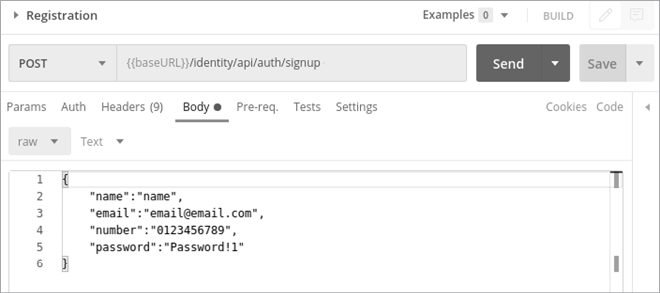 Registration Examples 0 BUILD
POST {{baseURL}}/identity/api/auth/signup Send Save
Params Auth Headers (9) Body Pre-req. Tests Settings Cookies Code
raw Text
1 {
2 "name":"name",
3 "email":"email@email.com",
4 "number":"0123456789",
5 "password":"Password!1"
6 }